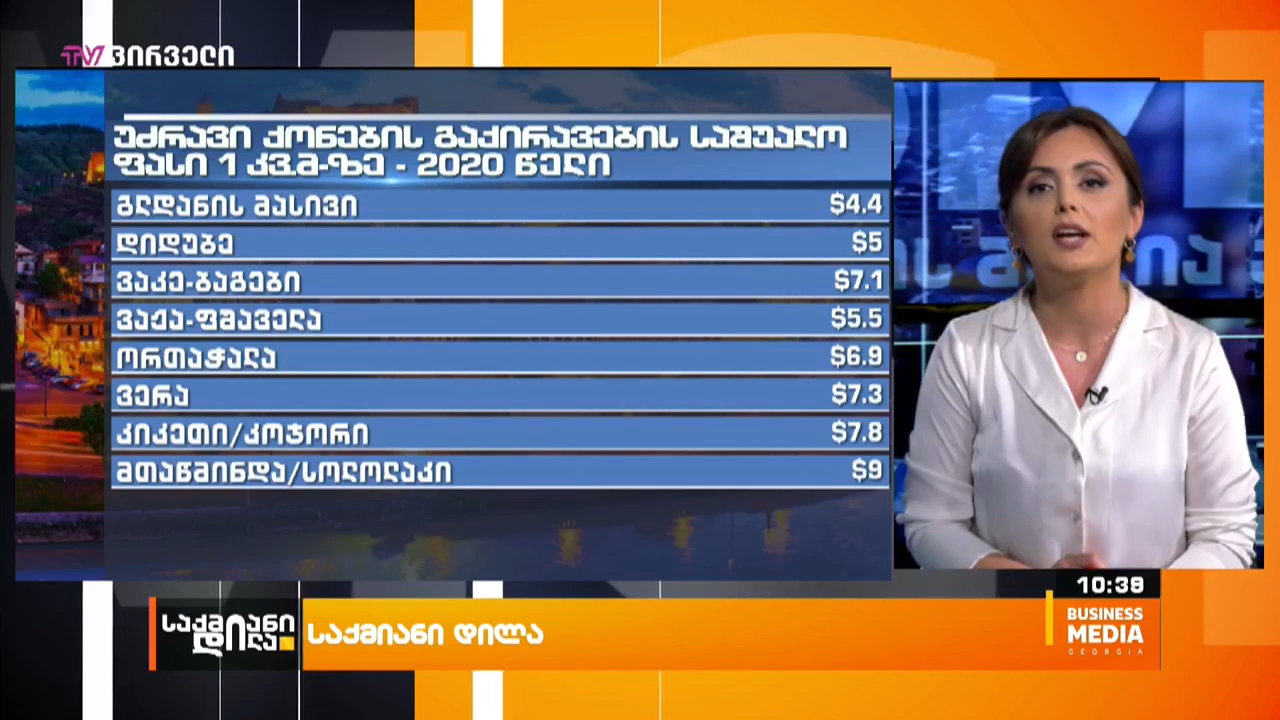 TV ᲞᲘᲠᲕᲔᲚᲘ
ᲣᲫᲠᲐᲕᲘ ᲥᲝᲜᲔᲑᲘᲡ ᲒᲐᲥᲘᲠᲐᲕᲔᲑᲘᲡ ᲡᲐᲨᲣᲐᲚᲝ
ᲤᲐᲡᲘ 1 ᲙᲕ.Მ-ᲖᲔ - 2020 ᲬᲔᲚᲘ
ᲒᲚᲓᲐᲜᲘᲡ ᲛᲐᲡᲘᲕᲘ $4.4
ᲓᲘᲓᲣᲑᲔ $5
ᲕᲐᲙᲔ-ᲑᲐᲒᲔᲑᲘ $7.1
ᲕᲐᲟᲐ-ᲤᲨᲐᲕᲔᲚᲐ $5.5
ᲝᲠᲗᲐᲭᲐᲚᲐ $6.9
ᲕᲔᲠᲐ $7.3
ᲙᲘᲙᲔᲗᲘ/ᲙᲝᲯᲝᲠᲘ $7.8
ᲛᲗᲐᲬᲛᲘᲜᲓᲐ/ᲡᲝᲚᲝᲚᲐᲙᲘ $9
10:39
ᲡᲐᲥᲛᲘᲐᲜᲘ
ᲓᲘᲚᲐ
ᲡᲐᲥᲛᲘᲐᲜᲘ ᲓᲘᲚᲐ
BUSINESS
MEDIA
GEORGIA